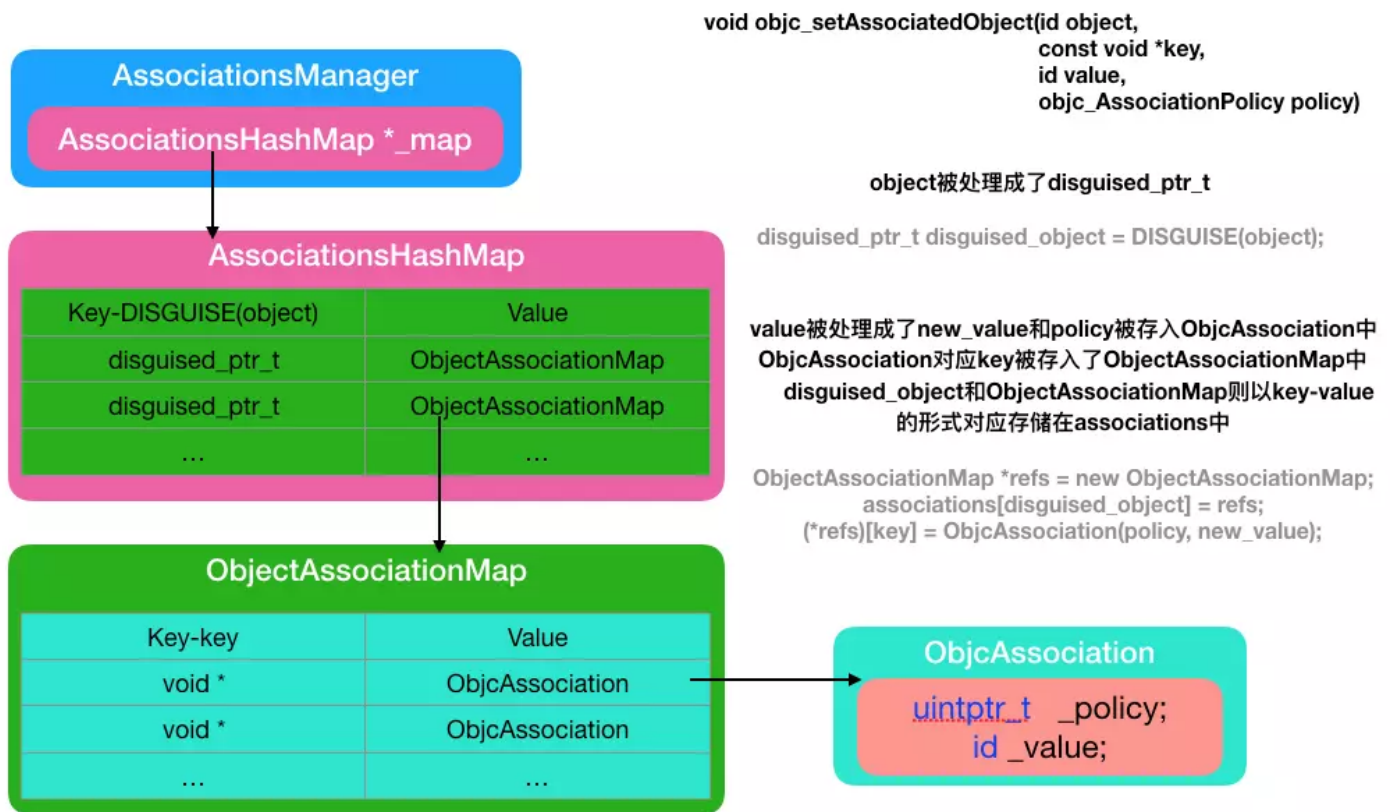 AssociationsManager
AssociationsHashMap *_map
AssociationsHashMap
Key-DISGUISE(object) Value
disguised_ptr_t ObjectAssociationMap
disguised_ptr_t ObjectAssociationMap
... ...
ObjectAssociationMap
Key-key Value
void * ObjcAssociation
void * ObjcAssociation
... ...
void objc_setAssociatedObject(id object,
const void *key,
id value,
objc_AssociationPolicy policy)
object被处理成了disguised_ptr_t
disguised_ptr_t disguised_object = DISGUISE(object);
value被处理成了new_value和policy被存入ObjcAssociation中
ObjcAssociation对应key被存入了ObjectAssociationMap中
disguised_object和ObjectAssociationMap则以key-value
的形式对应存储在associations中
ObjectAssociationMap *refs = new ObjectAssociationMap;
associations[disguised_object] = refs;
(*refs)[key] = ObjcAssociation(policy, new_value);
ObjcAssociation
uintptr_t _policy;
id _value;